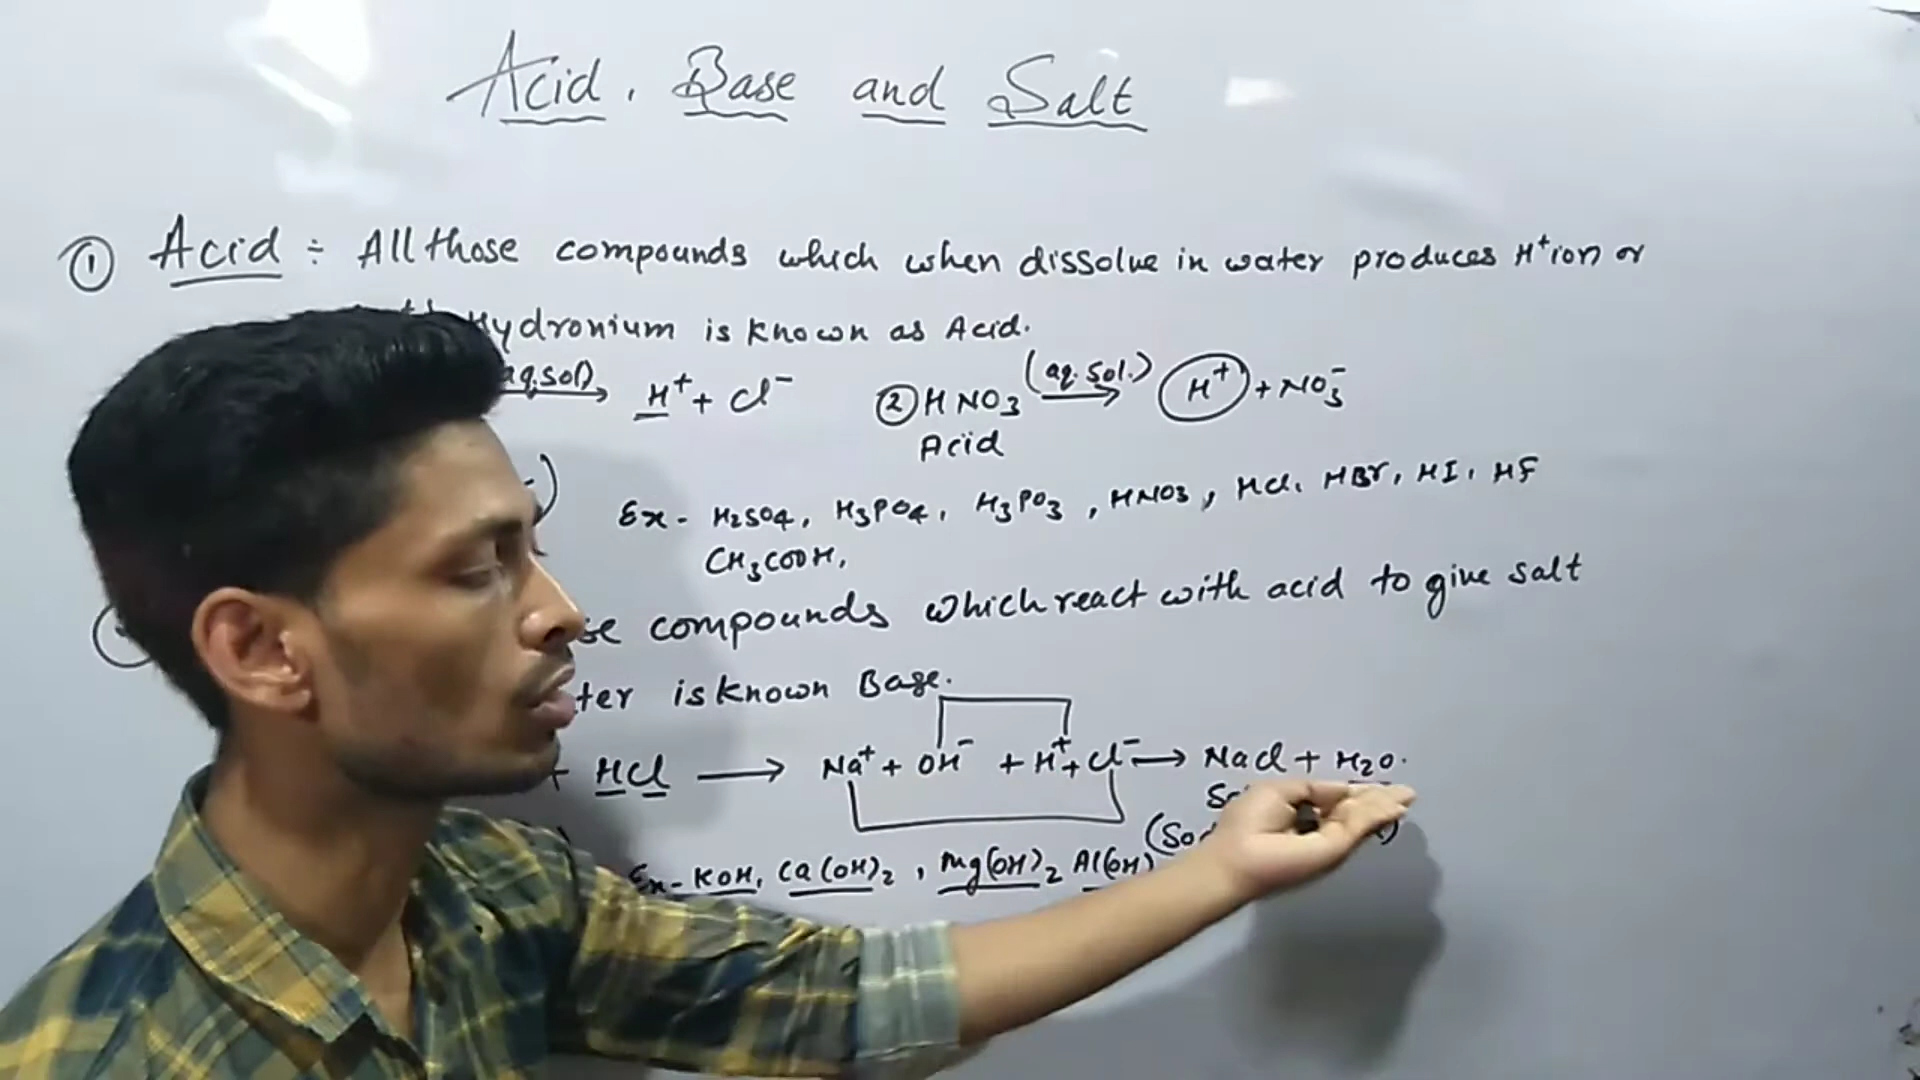 Acid, Base and Salt
① Acid ÷ All those compounds which when dissolve in water produces H⁺ ion or
Hydronium is known as Acid.
aq.sol) → H⁺ + Cl⁻ ② HNO₃ (aq. sol.) → H⁺ + NO₃⁻
Acid
Ex - H₂SO₄, H₃PO₄, H₃PO₃, HNO₃, HCl, HBr, HI, HF
CH₃COOH,
compounds which react with acid to give salt
is known Base.
+ HCl → Na⁺ + OH⁻ + H⁺ + Cl⁻ → NaCl + H₂O.
Ex - KOH, Ca(OH)₂, Mg(OH)₂ Al(OH)